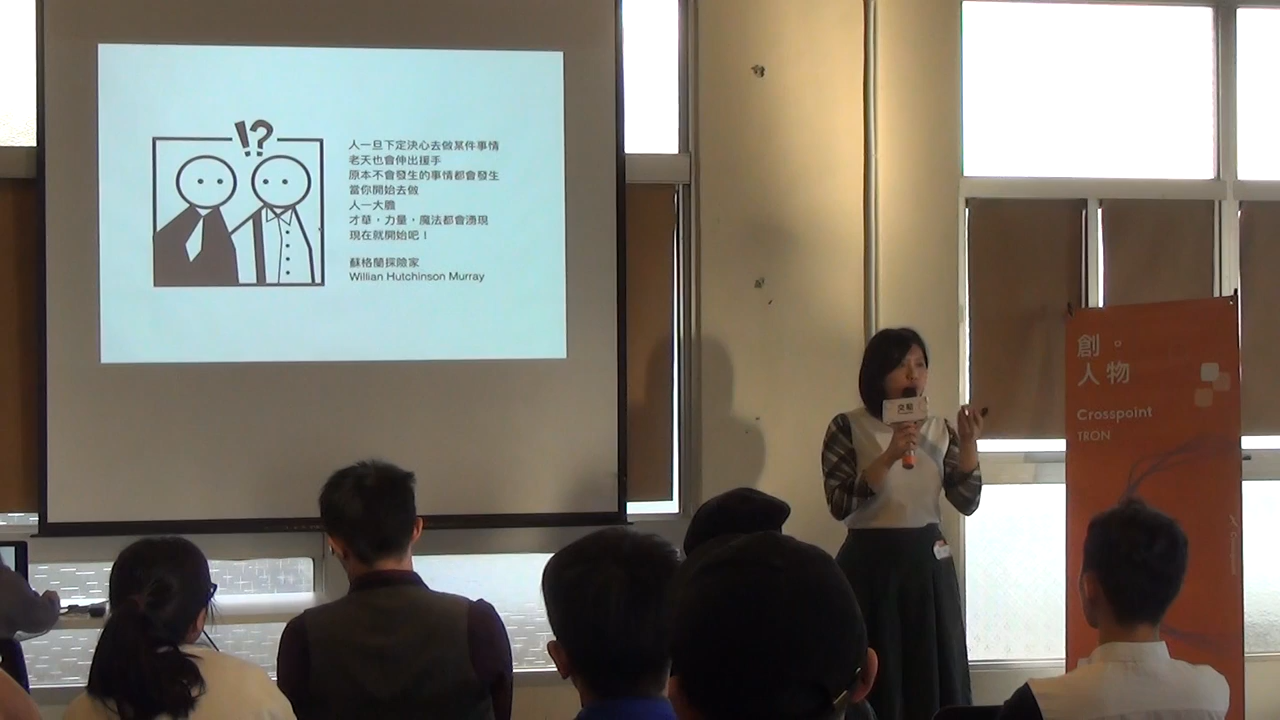 !?
人一旦下定決心去做某件事情
老天也會伸出援手
原本不會發生的事情都會發生
當你開始去做
人一大膽
才華，力量，魔法都會湧現
現在就開始吧！
蘇格蘭探險家
Willian Hutchinson Murray
創。
人物
Crosspoint
TRON
交點